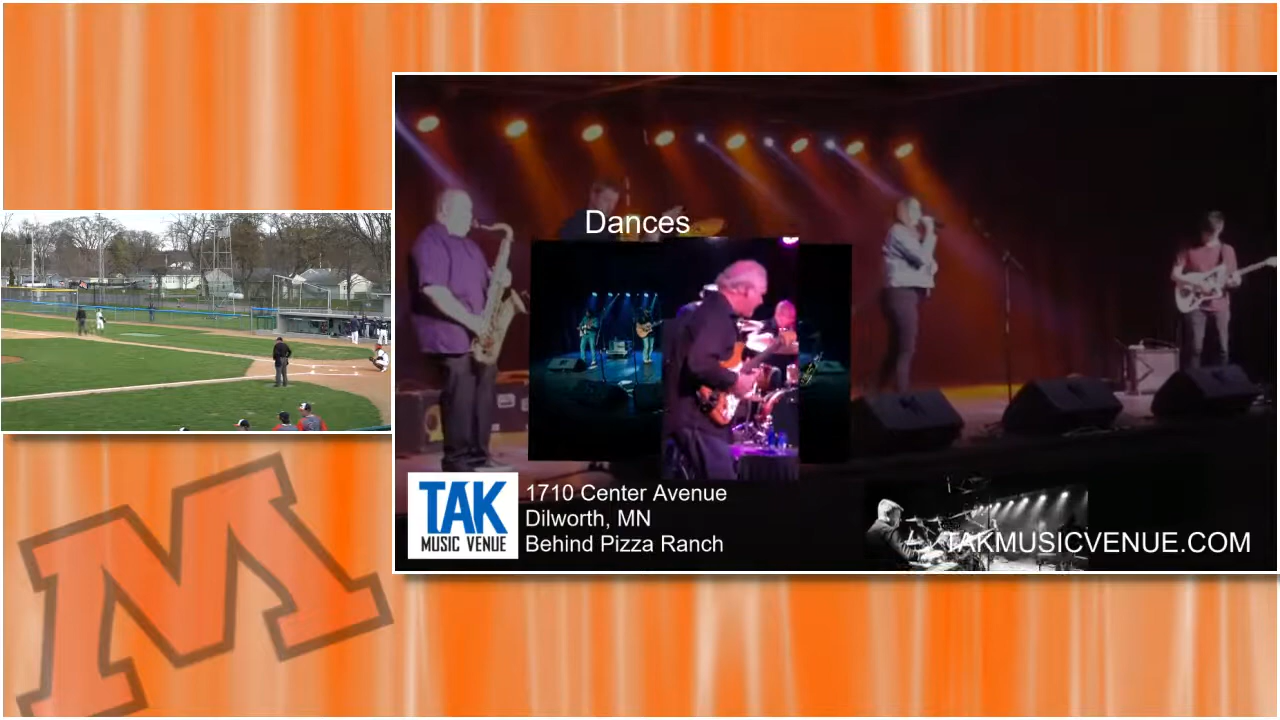 Dances
TAK
MUSIC VENUE
1710 Center Avenue
Dilworth, MN
Behind Pizza Ranch
TAKMUSICVENUE.COM
M